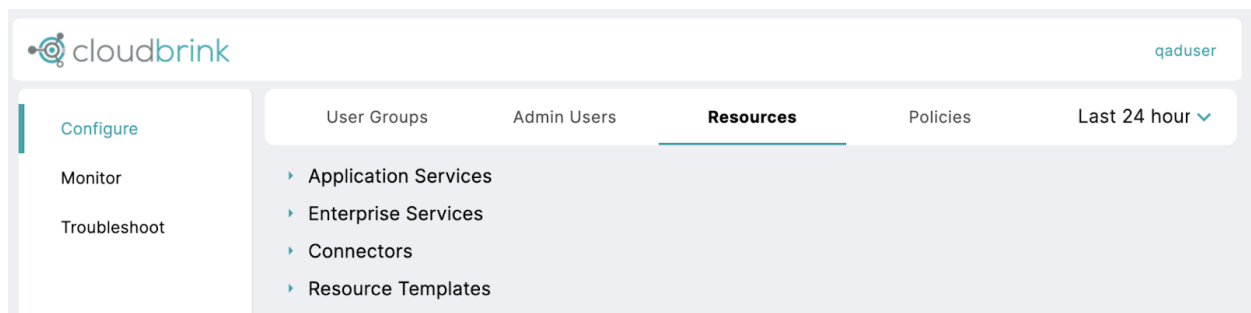 cloudbrink
qaduser
Configure
Monitor
Troubleshoot
User Groups Admin Users Resources Policies Last 24 hour
Application Services
Enterprise Services
Connectors
Resource Templates